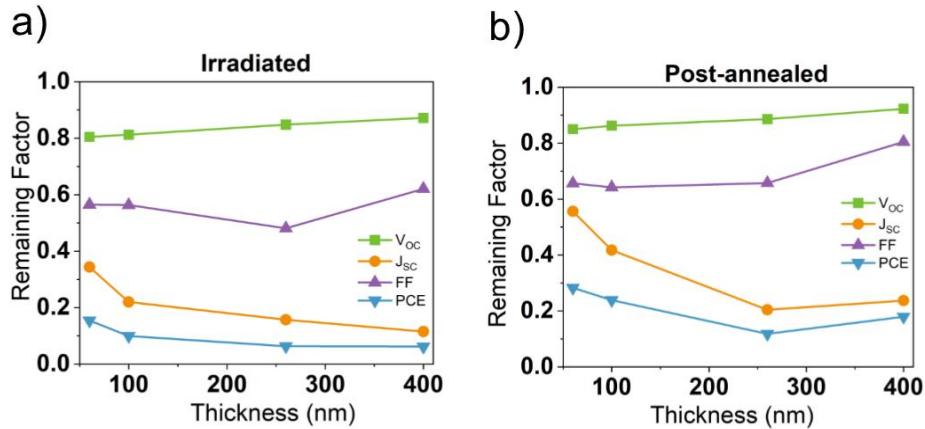 a)
Irradiated
Remaining Factor
1.0
0.8
0.6
0.4
0.2
0.0
V_OC
J_SC
FF
PCE
100
200
300
400
Thickness (nm)
b)
Post-annealed
Remaining Factor
1.0
0.8
0.6
0.4
0.2
0.0
V_OC
J_SC
FF
PCE
100
200
300
400
Thickness (nm)